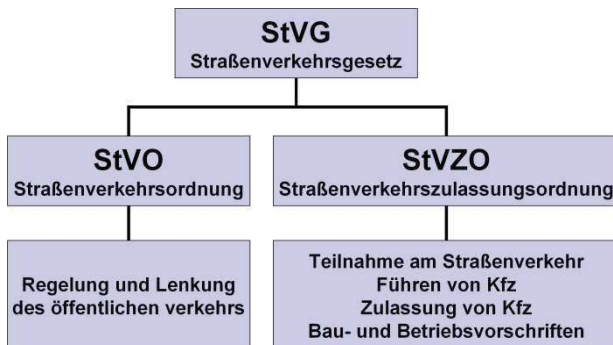 StVG
Straßenverkehrsgesetz
StVO
Straßenverkehrsordnung
StVZO
Straßenverkehrszulassungsordnung
Regelung und Lenkung
des öffentlichen verkehrs
Teilnahme am Straßenverkehr
Führen von Kfz
Zulassung von Kfz
Bau- und Betriebsvorschriften